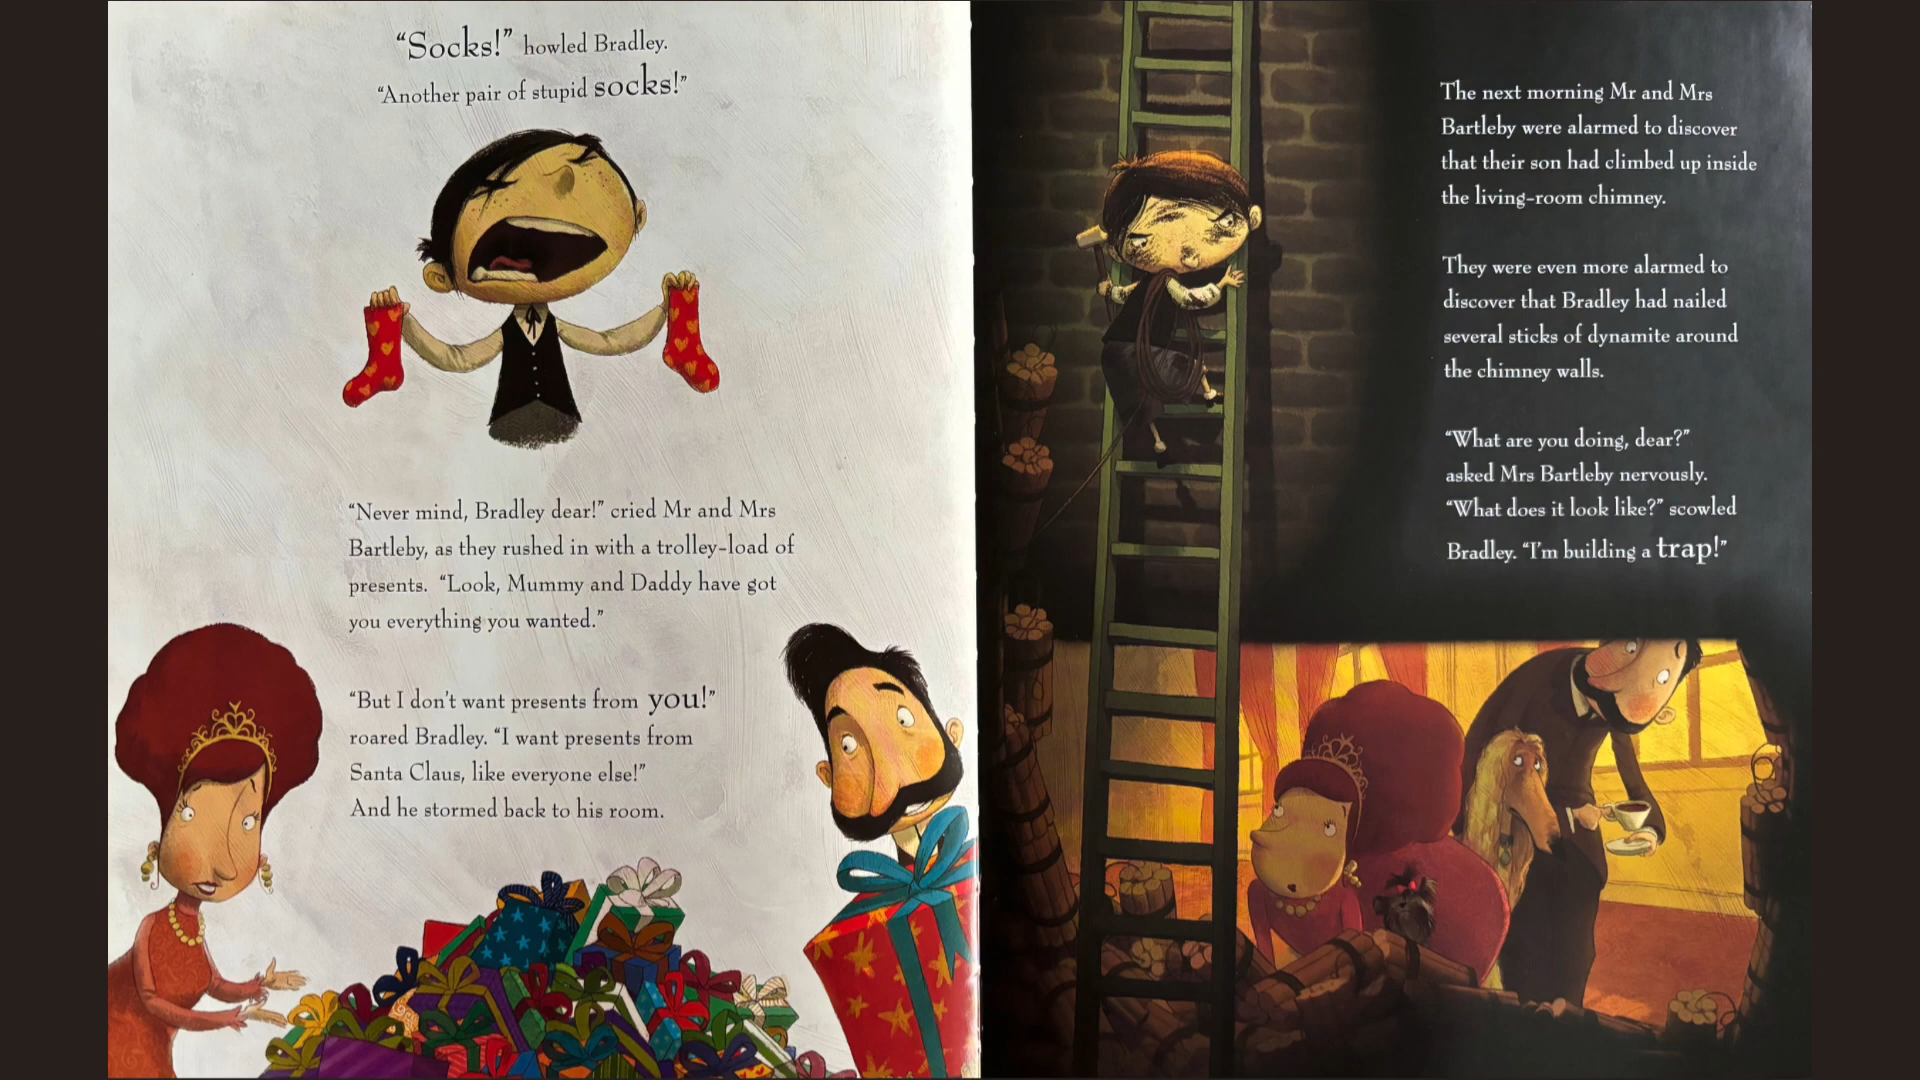 “Socks!” howled Bradley.
“Another pair of stupid socks!”
“Never mind, Bradley dear!” cried Mr and Mrs
Bartleby, as they rushed in with a trolley-load of
presents. “Look, Mummy and Daddy have got
you everything you wanted.”
“But I don’t want presents from you!”
roared Bradley. “I want presents from
Santa Claus, like everyone else!”
And he stormed back to his room.
The next morning Mr and Mrs
Bartleby were alarmed to discover
that their son had climbed up inside
the living-room chimney.
They were even more alarmed to
discover that Bradley had nailed
several sticks of dynamite around
the chimney walls.
“What are you doing, dear?”
asked Mrs Bartleby nervously.
“What does it look like?” scowled
Bradley. “I’m building a trap!”